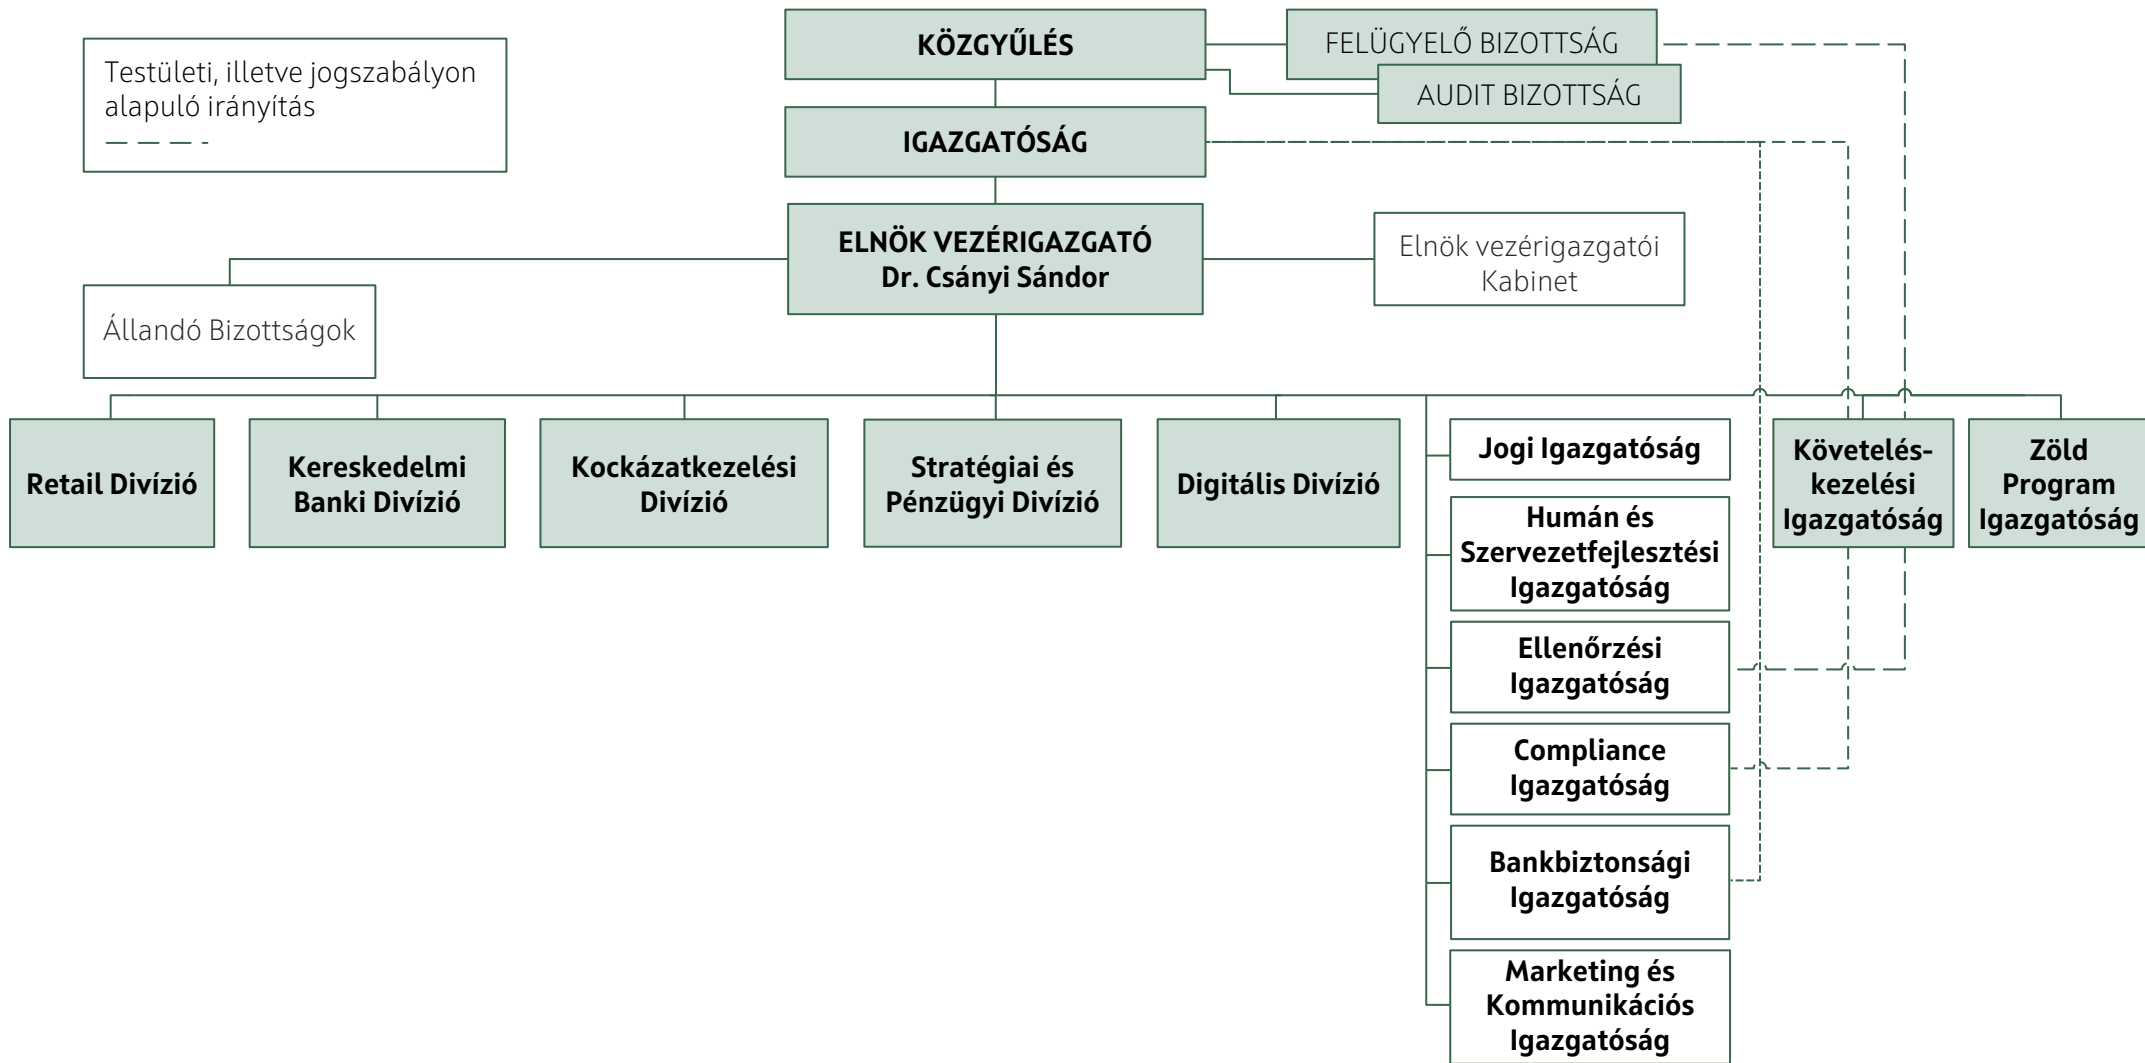 KÖZGYŰLÉS
FELÜGYELŐ BIZOTTSÁG
AUDIT BIZOTTSÁG
Testületi, illetve jogszabályon
alapuló irányítás
IGAZGATÓSÁG
ELNÖK VEZÉRIGAZGATÓ
Dr. Csányi Sándor
Elnök vezérigazgatói
Kabinet
Állandó Bizottságok
Retail Divízió
Kereskedelmi
Banki Divízió
Kockázatkezelési
Divízió
Stratégiai és
Pénzügyi Divízió
Digitális Divízió
Jogi Igazgatóság
Humán és
Szervezetfejlesztési
Igazgatóság
Ellenőrzési
Igazgatóság
Compliance
Igazgatóság
Bankbiztonsági
Igazgatóság
Marketing és
Kommunikációs
Igazgatóság
Követelés-
kezelési
Igazgatóság
Zöld
Program
Igazgatóság